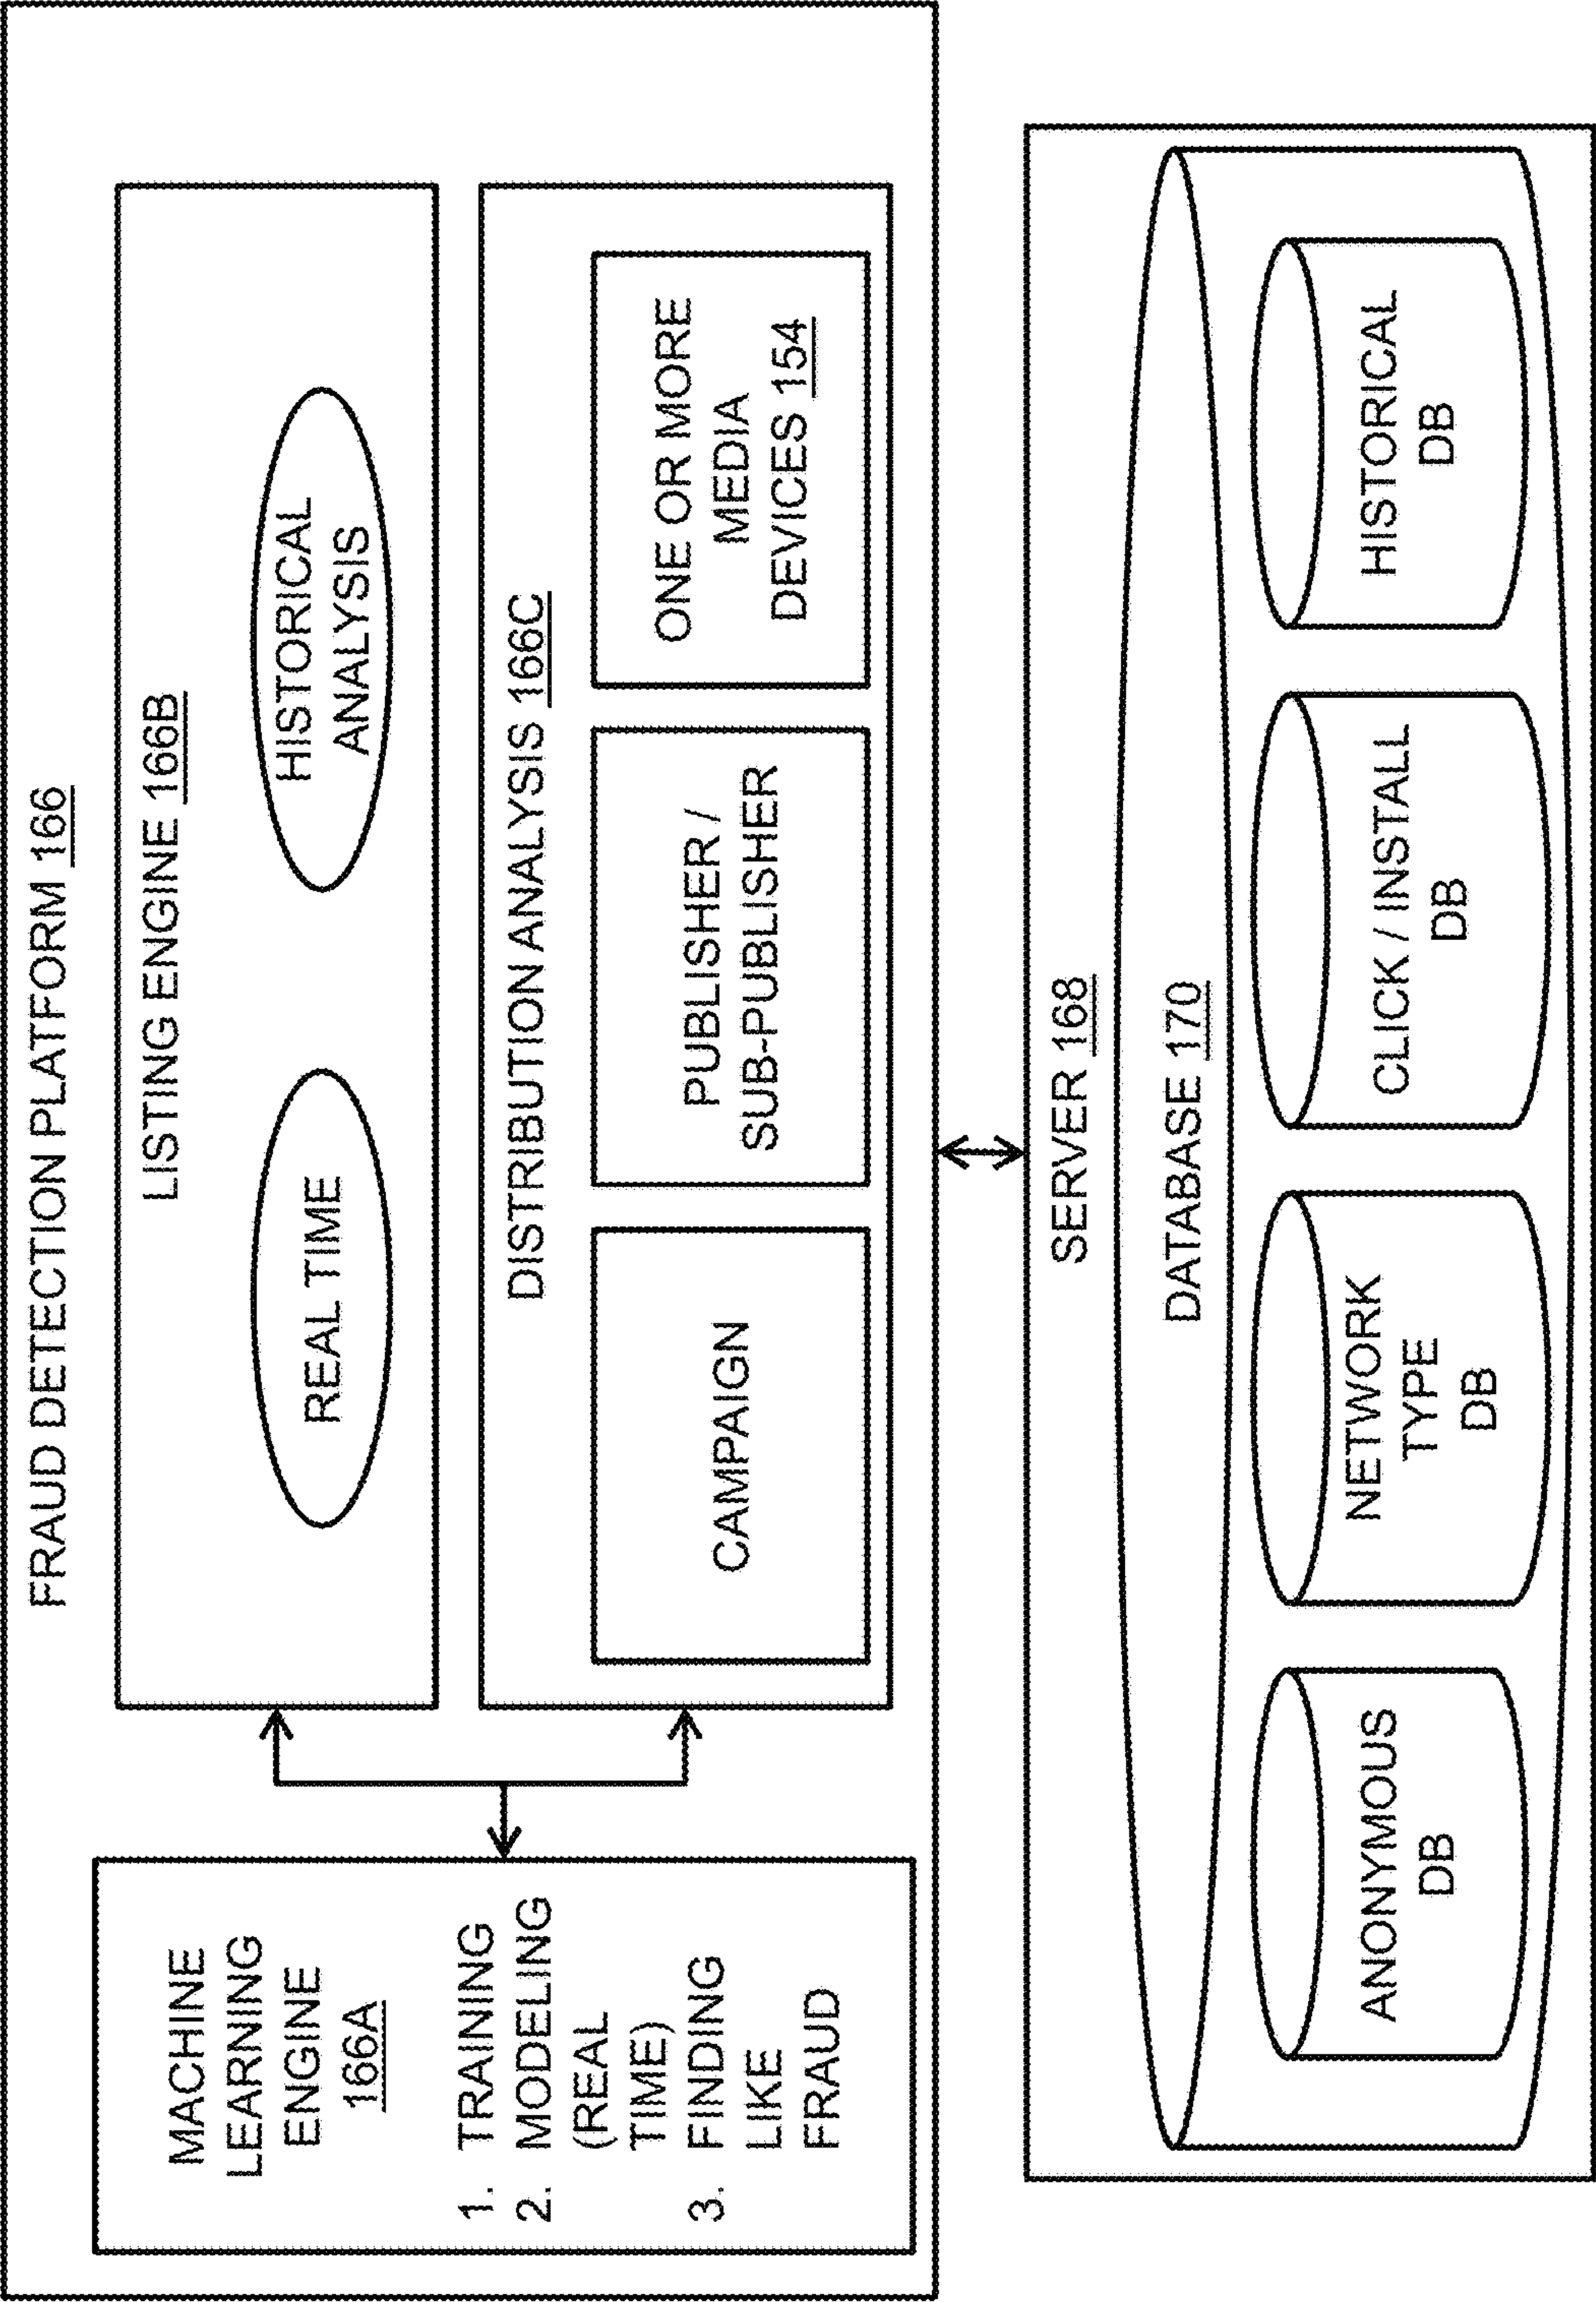 FRAUD DETECTION PLATFORM 166
MACHINE
LEARNING
ENGINE
166A
1. TRAINING
2. MODELING
(REAL
TIME)
3. FINDING
LIKE
FRAUD
LISTING ENGINE 166B
REAL TIME
HISTORICAL
ANALYSIS
DISTRIBUTION ANALYSIS 166C
CAMPAIGN
PUBLISHER /
SUB-PUBLISHER
ONE OR MORE
MEDIA
DEVICES 154
SERVER 168
DATABASE 170
ANONYMOUS
DB
NETWORK
TYPE
DB
CLICK / INSTALL
DB
HISTORICAL
DB